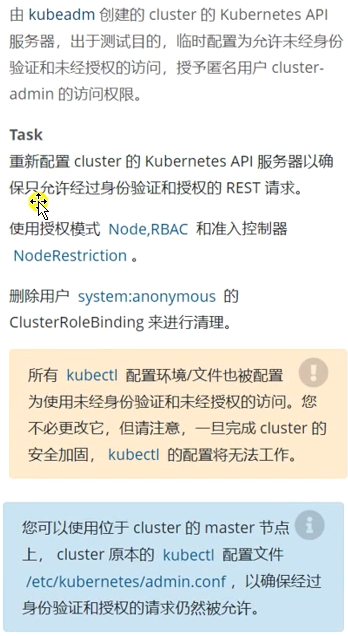 由 kubeadm 创建的 cluster 的 Kubernetes API
服务器，出于测试目的，临时配置为允许未经身份
验证和未经授权的访问，授予匿名用户 cluster-
admin 的访问权限。
Task
重新配置 cluster 的 Kubernetes API 服务器以确
保只允许经过身份验证和授权的 REST 请求。
使用授权模式 Node,RBAC 和准入控制器
NodeRestriction 。
删除用户 system:anonymous 的
ClusterRoleBinding 来进行清理。
所有 kubectl 配置环境/文件也被配置
为使用未经身份验证和未经授权的访问。您
不必更改它，但请注意，一旦完成 cluster 的
安全加固， kubectl 的配置将无法工作。
您可以使用位于 cluster 的 master 节点
上， cluster 原本的 kubectl 配置文件
/etc/kubernetes/admin.conf ，以确保经过
身份验证和授权的请求仍然被允许。